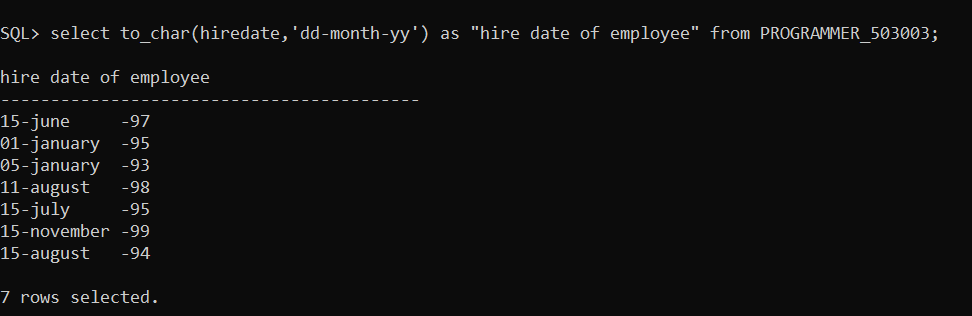 SQL> select to_char(hiredate,'dd-month-yy') as "hire date of employee" from PROGRAMMER_503003;
hire date of employee
------------------------------------------
15-june     -97
01-january  -95
05-january  -93
11-august   -98
15-july     -95
15-november -99
15-august   -94
7 rows selected.